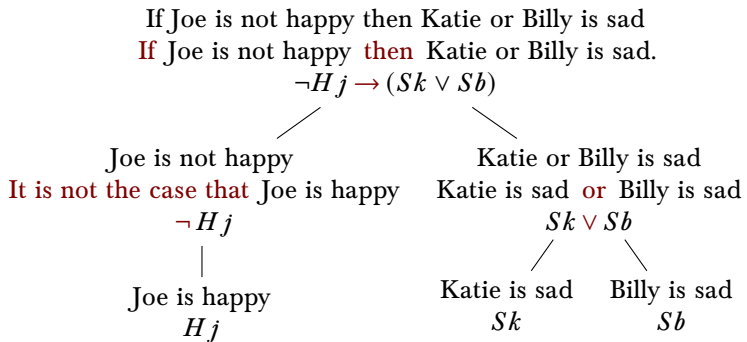 If Joe is not happy then Katie or Billy is sad
If Joe is not happy then Katie or Billy is sad.
¬Hj → (Sk ∨ Sb)
Joe is not happy
It is not the case that Joe is happy
¬Hj
Katie or Billy is sad
Katie is sad or Billy is sad
Sk ∨ Sb
Joe is happy
Hj
Katie is sad
Sk
Billy is sad
Sb